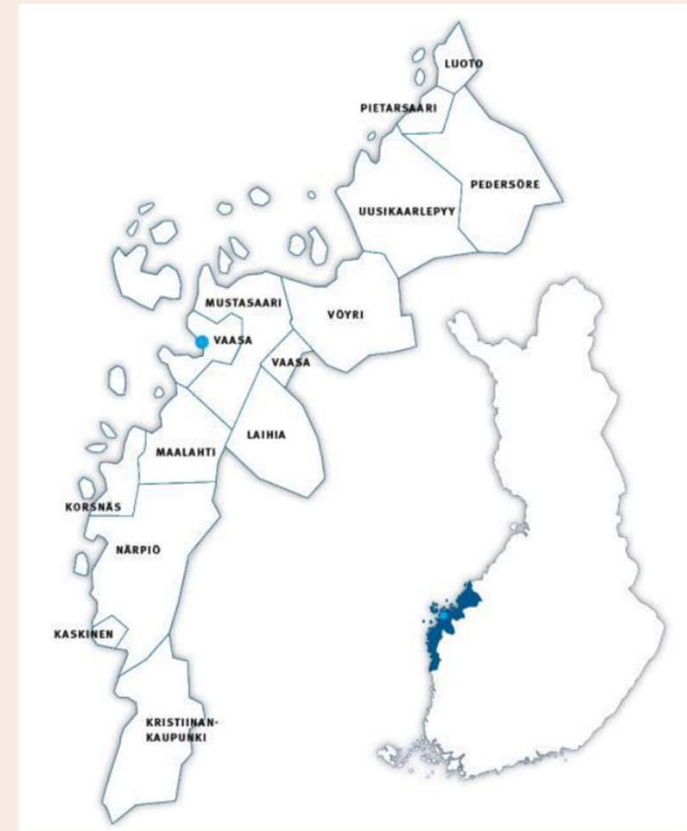 LUOTO
PIETARSAARI
PEDERSÖRE
UUSIKAARLEPYY
MUSTASAARI
VÖYRI
VAASA
VAASA
LAIHIA
MAALAHTI
KORSNÄS
NÄRPIÖ
KASKINEN
KRISTIINAN-
KAUPUNKI